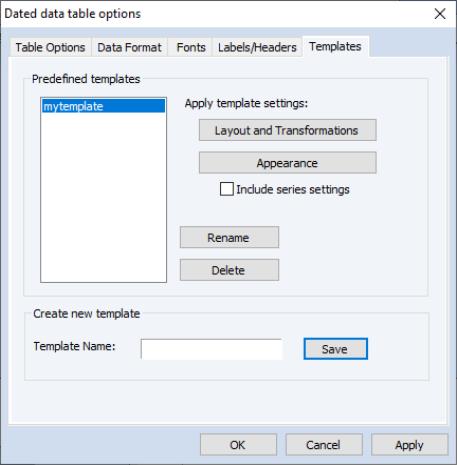 Dated data table options
Table Options Data Format Fonts Labels/Headers Templates
Predefined templates
mytemplate
Apply template settings:
Layout and Transformations
Appearance
Include series settings
Rename
Delete
Create new template
Template Name:
Save
OK Cancel Apply